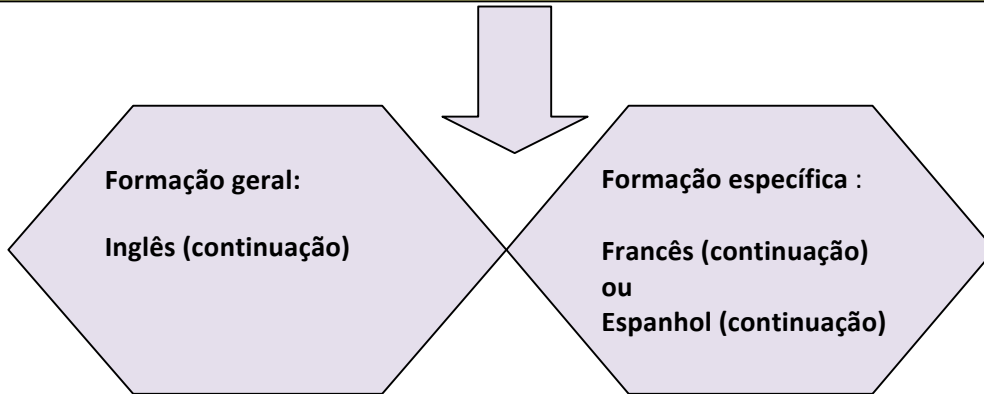 Formação geral:
Inglês (continuação)
Formação específica :
Francês (continuação)
ou
Espanhol (continuação)